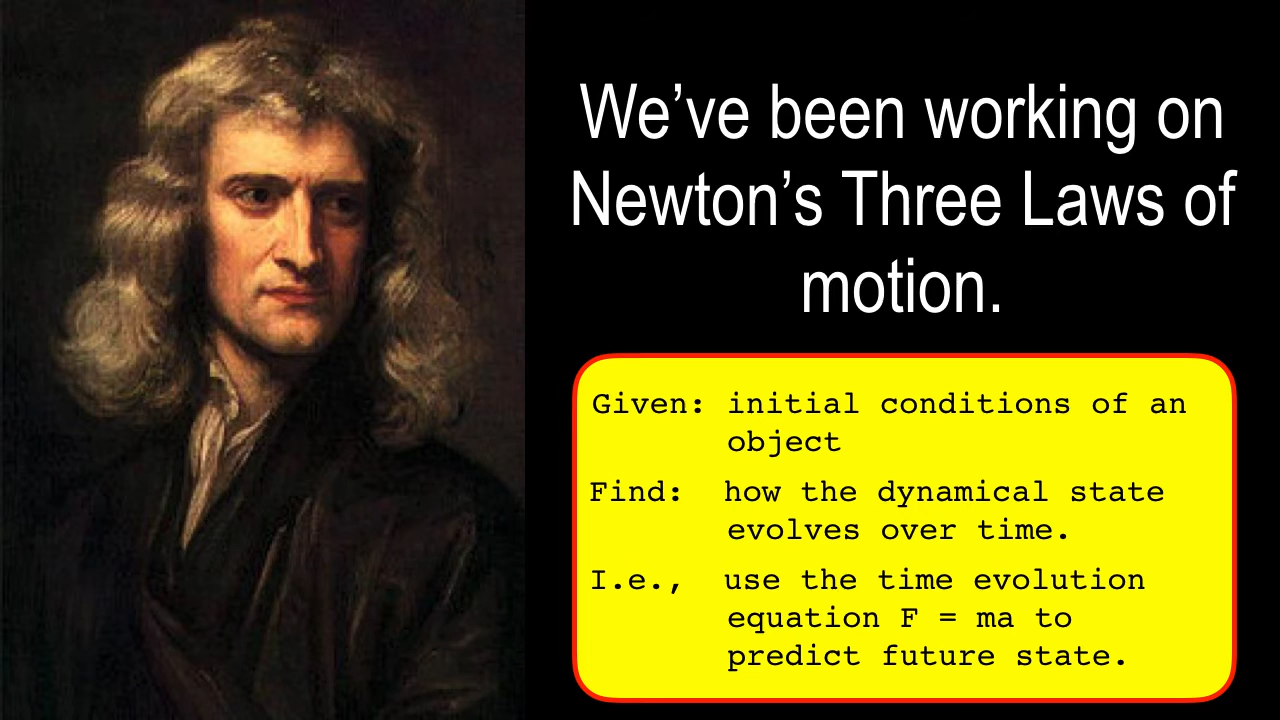 We’ve been working on
Newton’s Three Laws of
motion.
Given: initial conditions of an
object
Find: how the dynamical state
evolves over time.
I.e., use the time evolution
equation F = ma to
predict future state.